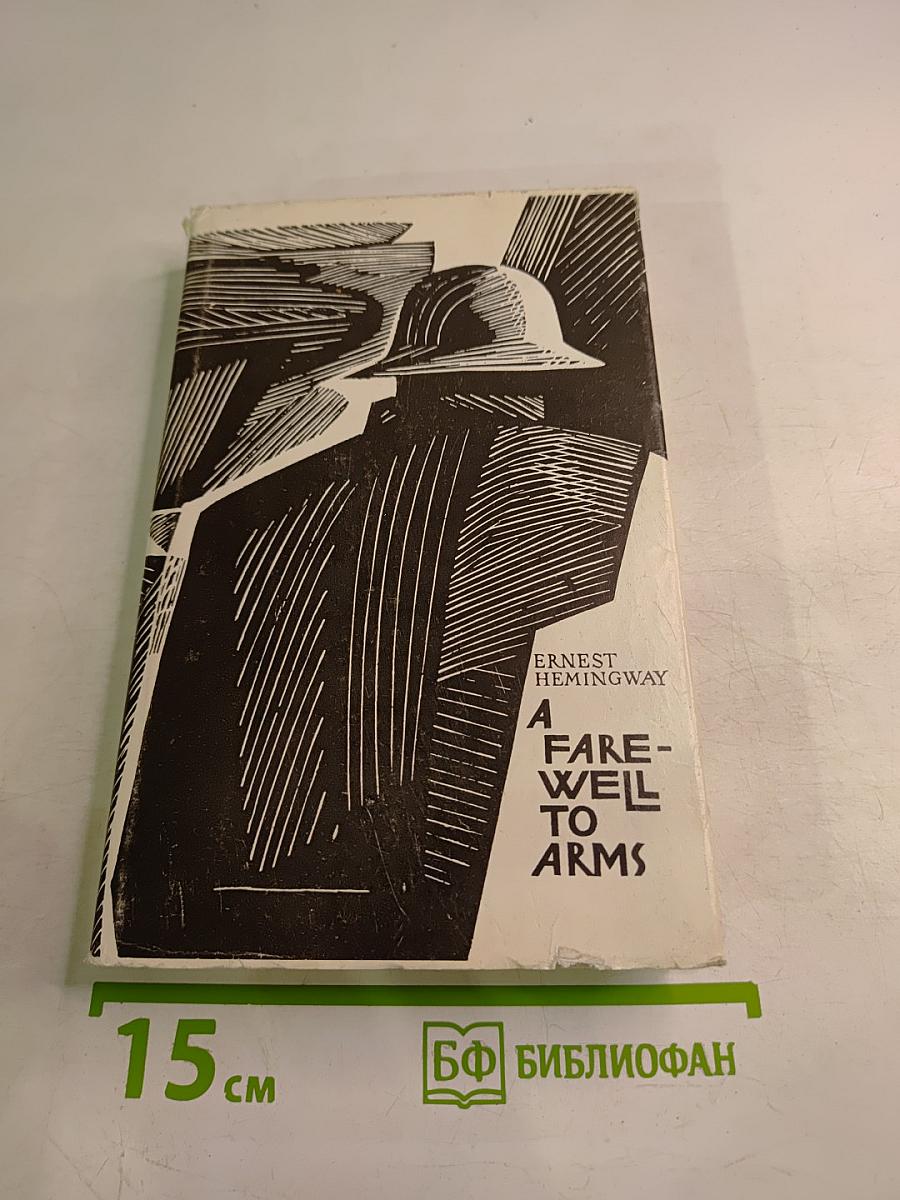 ERNEST
HEMINGWAY
A
FARE-
WELL
TO
ARMS
15 см
БФ БИБЛИОФАН